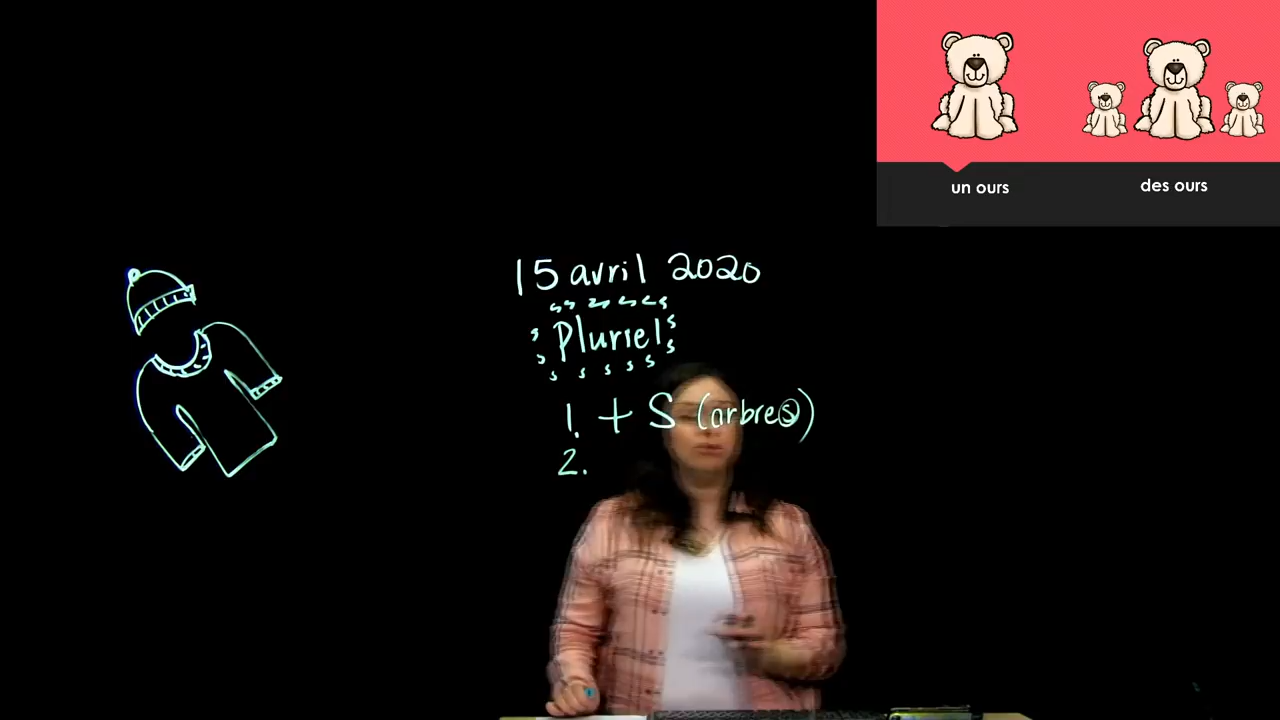 un ours
des ours
15 avril 2020
Pluriel
1. + S (arbres)
2.